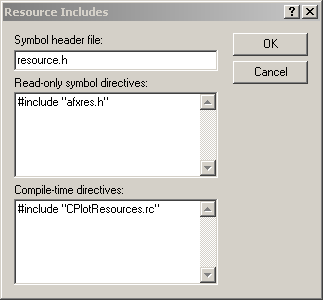 Resource Includes
Symbol header file:
resource.h
OK
Cancel
Read-only symbol directives:
#include "afxres.h"
Compile-time directives:
#include "CPlotResources.rc"